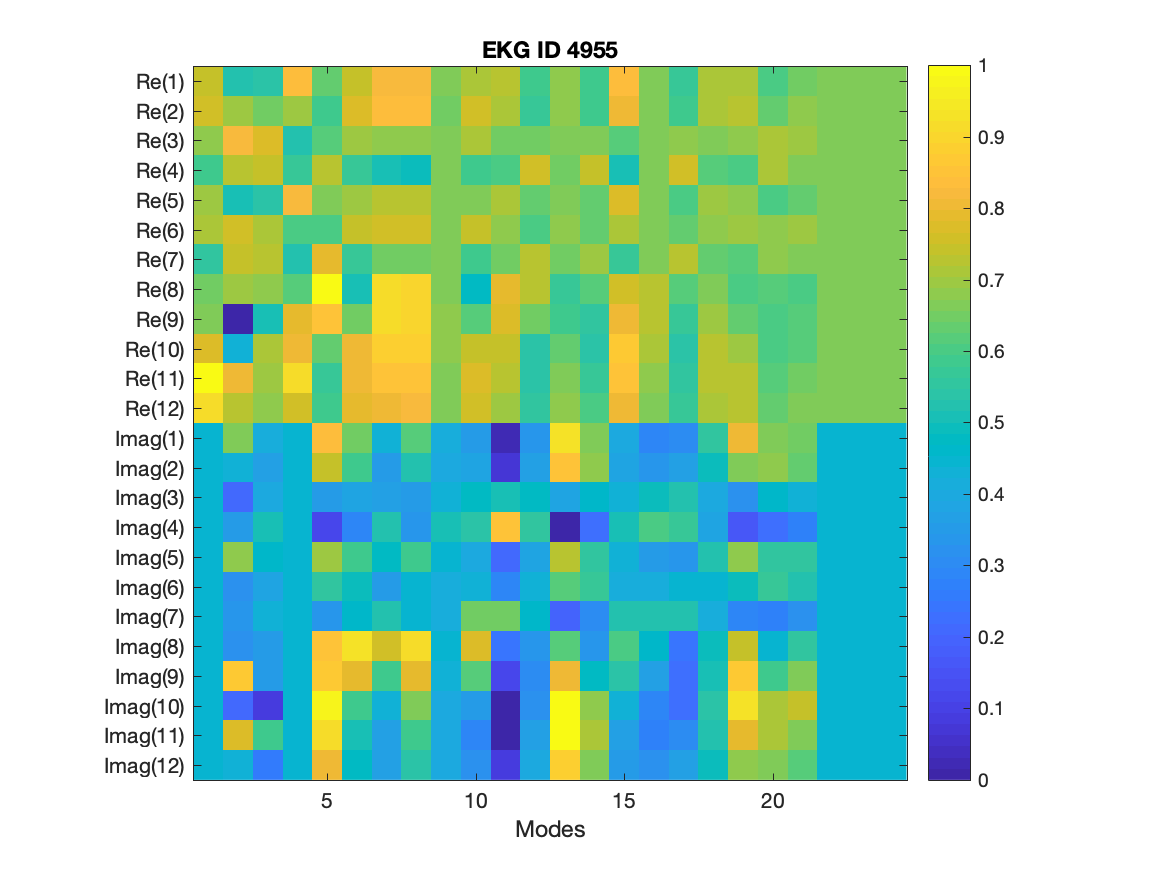 EKG ID 4955
Re(1)
Re(2)
Re(3)
Re(4)
Re(5)
Re(6)
Re(7)
Re(8)
Re(9)
Re(10)
Re(11)
Re(12)
Imag(1)
Imag(2)
Imag(3)
Imag(4)
Imag(5)
Imag(6)
Imag(7)
Imag(8)
Imag(9)
Imag(10)
Imag(11)
Imag(12)
5 10 15 20
Modes
1
0.9
0.8
0.7
0.6
0.5
0.4
0.3
0.2
0.1
0